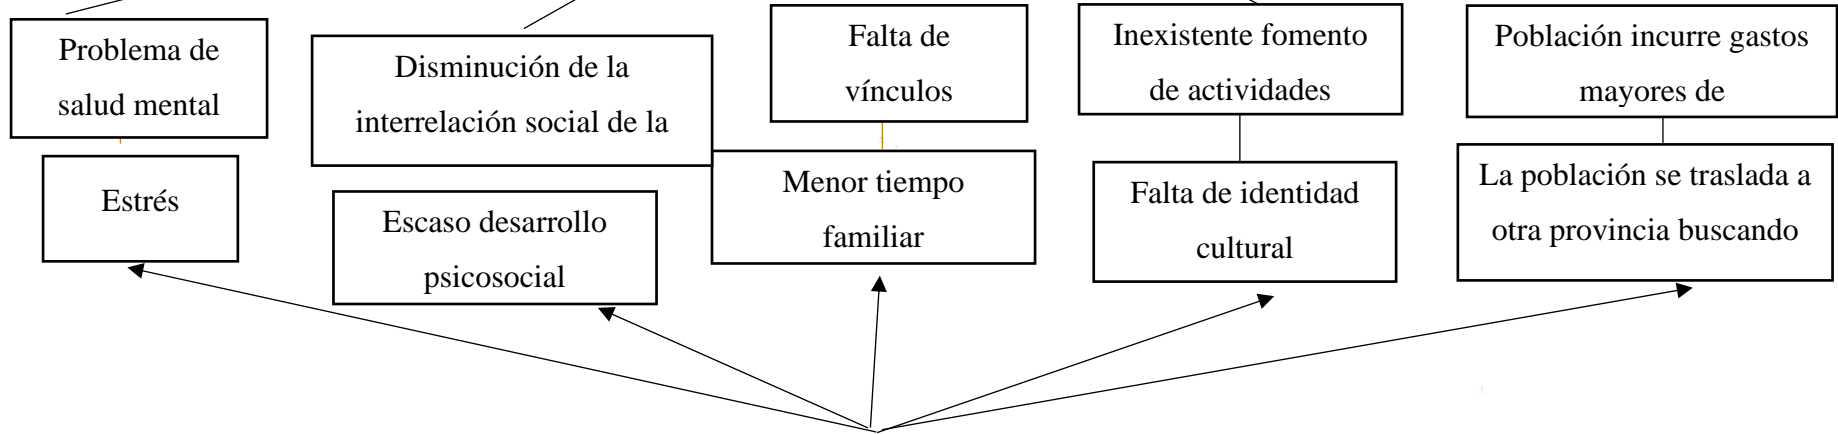 Problema de
salud mental
Disminución de la
interrelación social de la
Falta de
vínculos
Inexistente fomento
de actividades
Población incurre gastos
mayores de
Estrés
Escaso desarrollo
psicosocial
Menor tiempo
familiar
Falta de identidad
cultural
La población se traslada a
otra provincia buscando